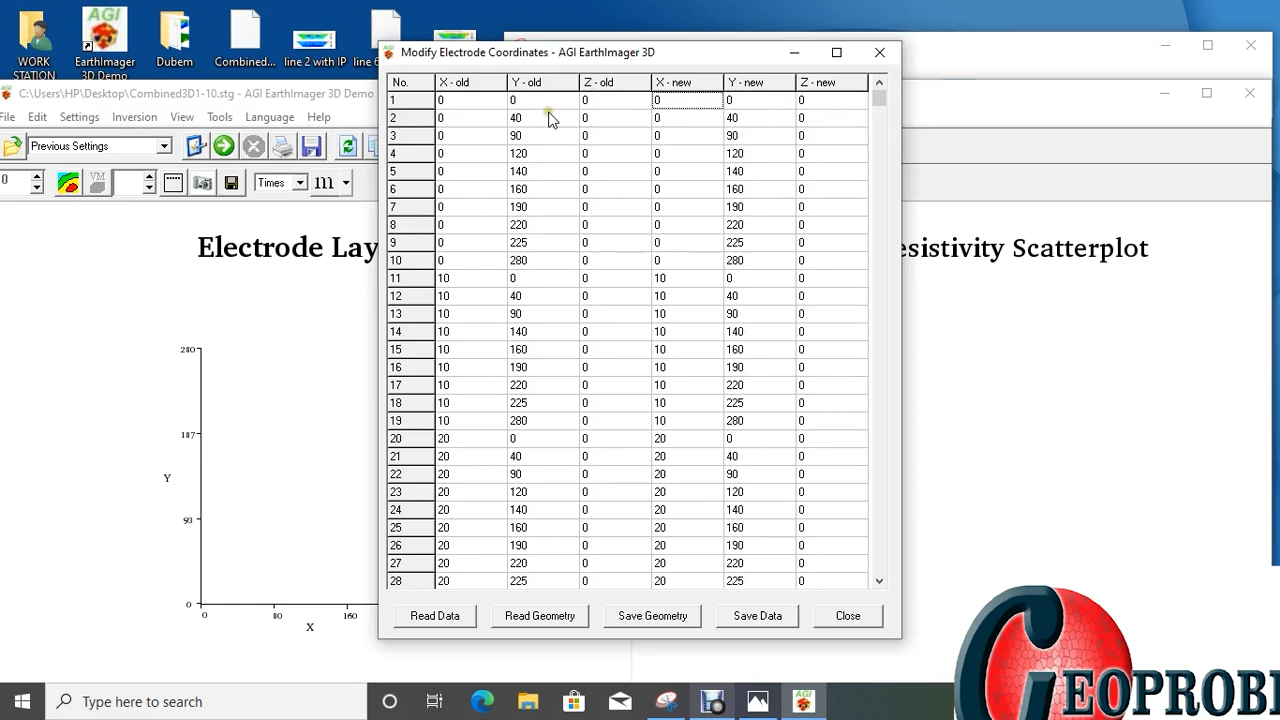 WORK
STATION
EarthImager
3D Demo
Dubem
Combined...
line 2 with IP
line 6
AGI
C:\Users\HP\Desktop\Combined3D1-10.stg - AGI EarthImager 3D Demo
File Edit Settings Inversion View Tools Language Help
Previous Settings
0 VM Times m
Electrode Lay
esistivity Scatterplot
280
187
Y
93
0
0 80 160
X
Modify Electrode Coordinates - AGI EarthImager 3D
No. X - old Y - old Z - old X - new Y - new Z - new
1 0 0 0 0 0 0
2 0 40 0 0 40 0
3 0 90 0 0 90 0
4 0 120 0 0 120 0
5 0 140 0 0 140 0
6 0 160 0 0 160 0
7 0 190 0 0 190 0
8 0 220 0 0 220 0
9 0 225 0 0 225 0
10 0 280 0 0 280 0
11 10 0 0 10 0 0
12 10 40 0 10 40 0
13 10 90 0 10 90 0
14 10 140 0 10 140 0
15 10 160 0 10 160 0
16 10 190 0 10 190 0
17 10 220 0 10 220 0
18 10 225 0 10 225 0
19 10 280 0 10 280 0
20 20 0 0 20 0 0
21 20 40 0 20 40 0
22 20 90 0 20 90 0
23 20 120 0 20 120 0
24 20 140 0 20 140 0
25 20 160 0 20 160 0
26 20 190 0 20 190 0
27 20 220 0 20 220 0
28 20 225 0 20 225 0
Read Data Read Geometry Save Geometry Save Data Close
GEOPROBE
Type here to search